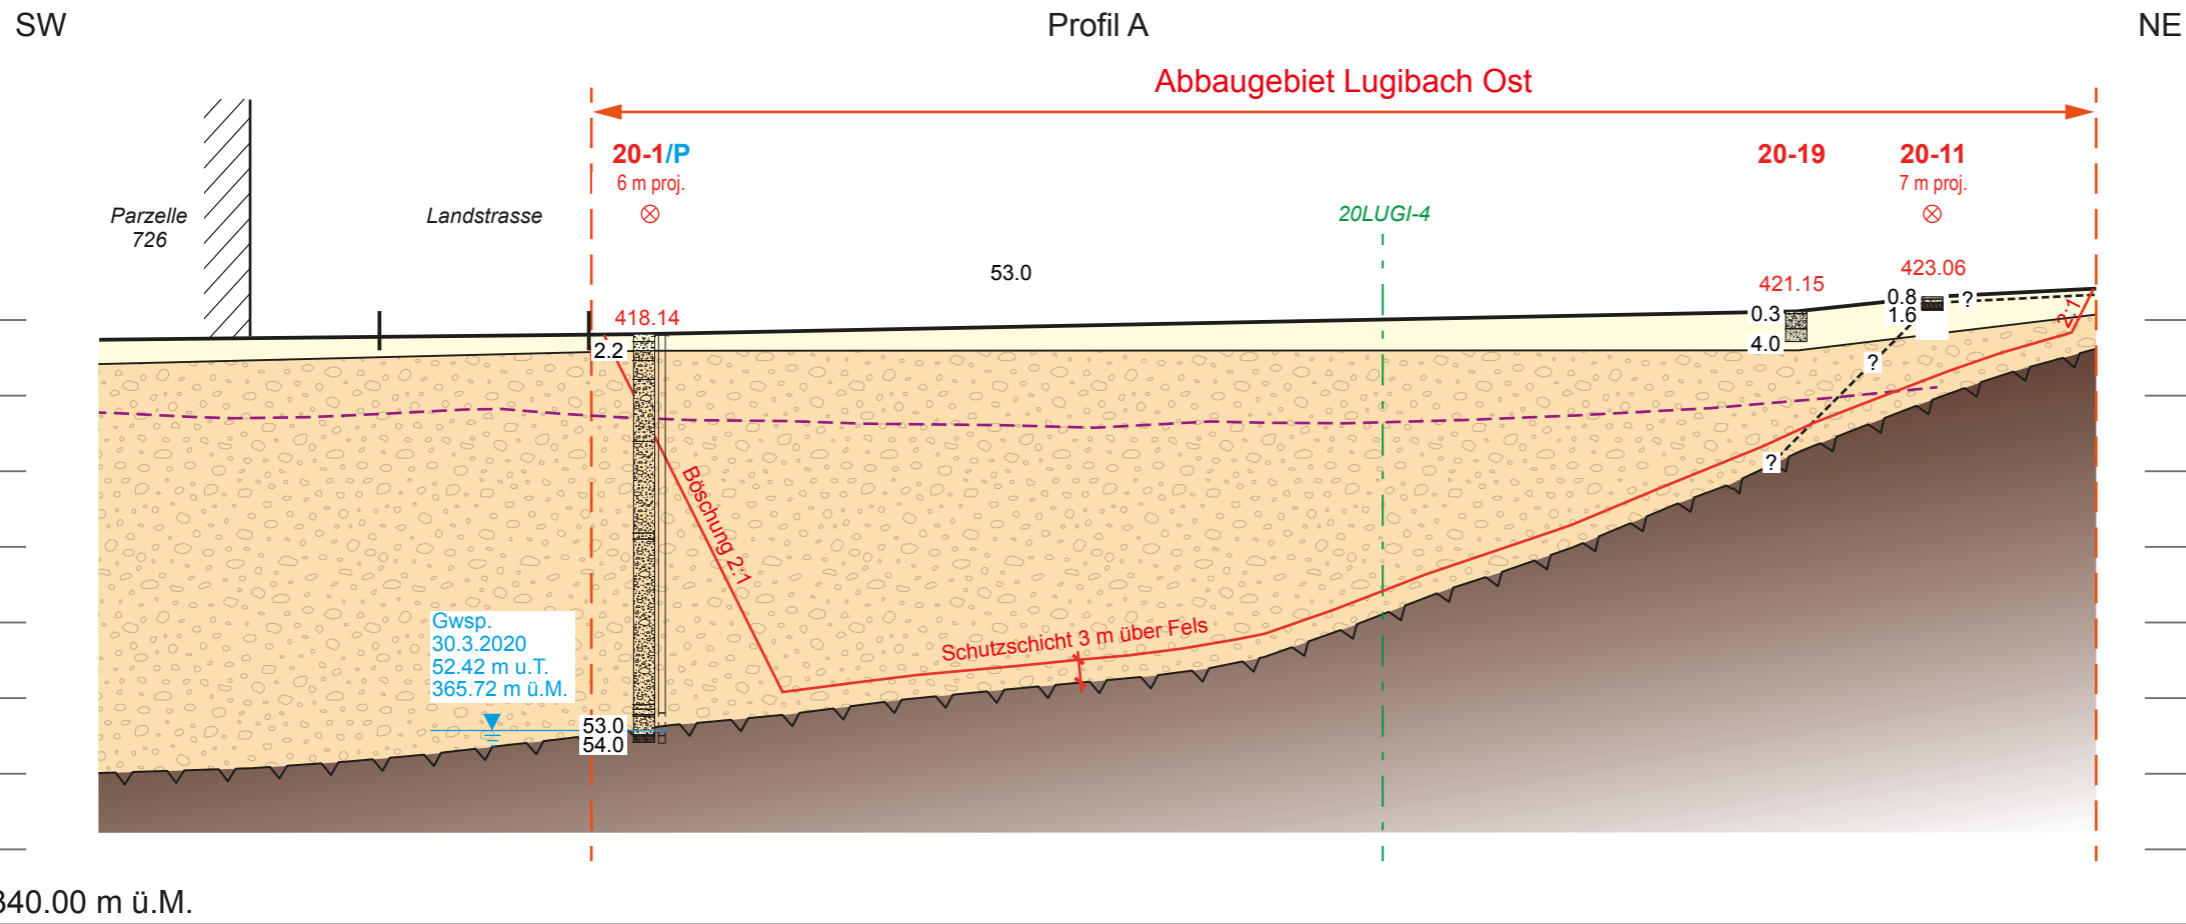 SW
Profil A
NE
Abbaugebiet Lugibach Ost
20-1/P
6 m proj.
20-19
20-11
7 m proj.
Parzelle
726
Landstrasse
20LUGI-4
53.0
418.14
421.15
423.06
2.2
0.3
4.0
0.8
1.6
?
?
?
2:1
Böschung 2:1
Schutzschicht 3 m über Fels
Gwsp.
30.3.2020
52.42 m u.T.
365.72 m ü.M.
53.0
54.0
340.00 m ü.M.